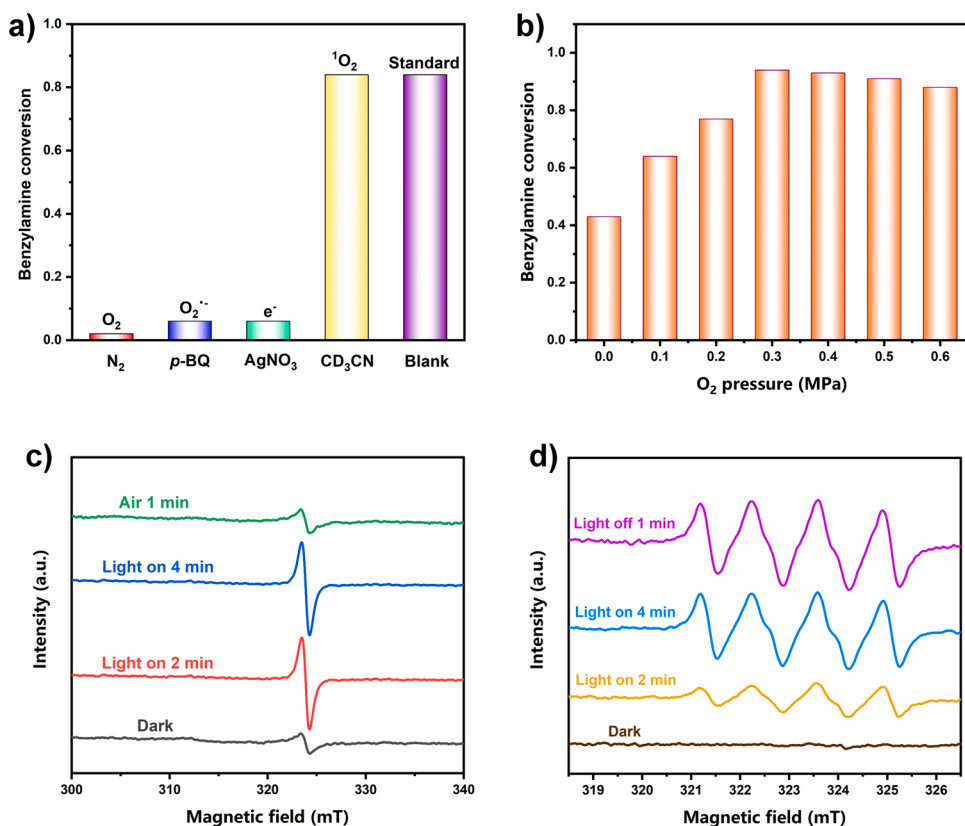 a)
Benzylamine conversion
0.0
0.2
0.4
0.6
0.8
1.0
O₂
O₂•-
e-
¹O₂
Standard
N₂
p-BQ
AgNO₃
CD₃CN
Blank
b)
Benzylamine conversion
0.0
0.2
0.4
0.6
0.8
1.0
0.0
0.1
0.2
0.3
0.4
0.5
0.6
O₂ pressure (MPa)
c)
Intensity (a.u.)
Air 1 min
Light on 4 min
Light on 2 min
Dark
300
310
320
330
340
Magnetic field (mT)
d)
Intensity (a.u.)
Light off 1 min
Light on 4 min
Light on 2 min
Dark
319
320
321
322
323
324
325
326
Magnetic field (mT)